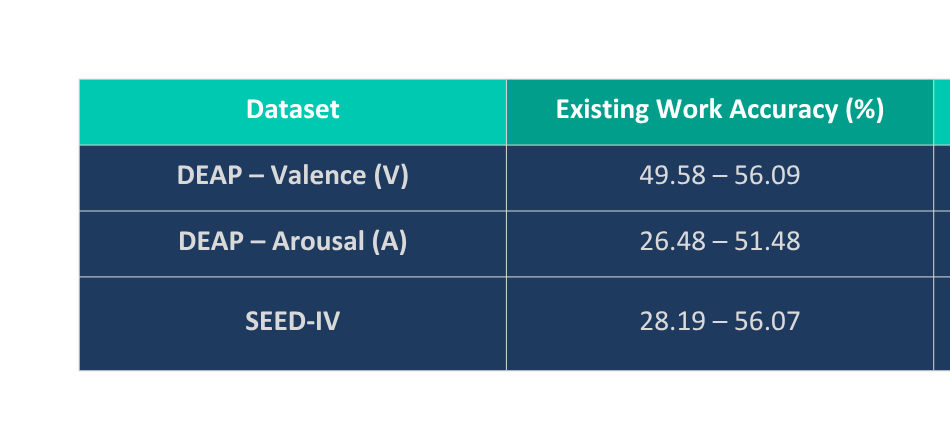 Dataset Existing Work Accuracy (%)
DEAP – Valence (V) 49.58 – 56.09
DEAP – Arousal (A) 26.48 – 51.48
SEED-IV 28.19 – 56.07